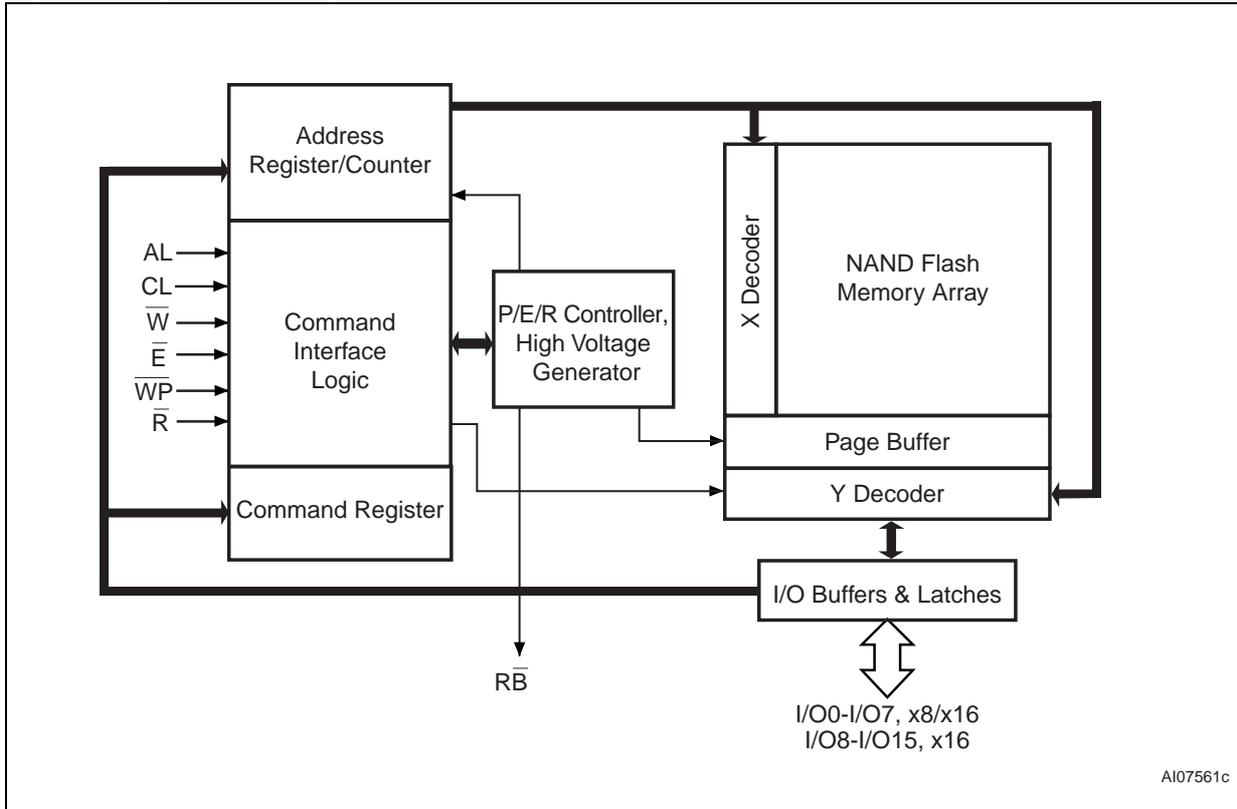 Address
Register/Counter
AL
CL
W̅
E̅
W̅P̅
R̅
Command
Interface
Logic
Command Register
P/E/R Controller,
High Voltage
Generator
RB̅
X Decoder
NAND Flash
Memory Array
Page Buffer
Y Decoder
I/O Buffers & Latches
I/O0-I/O7, x8/x16
I/O8-I/O15, x16
AI07561c